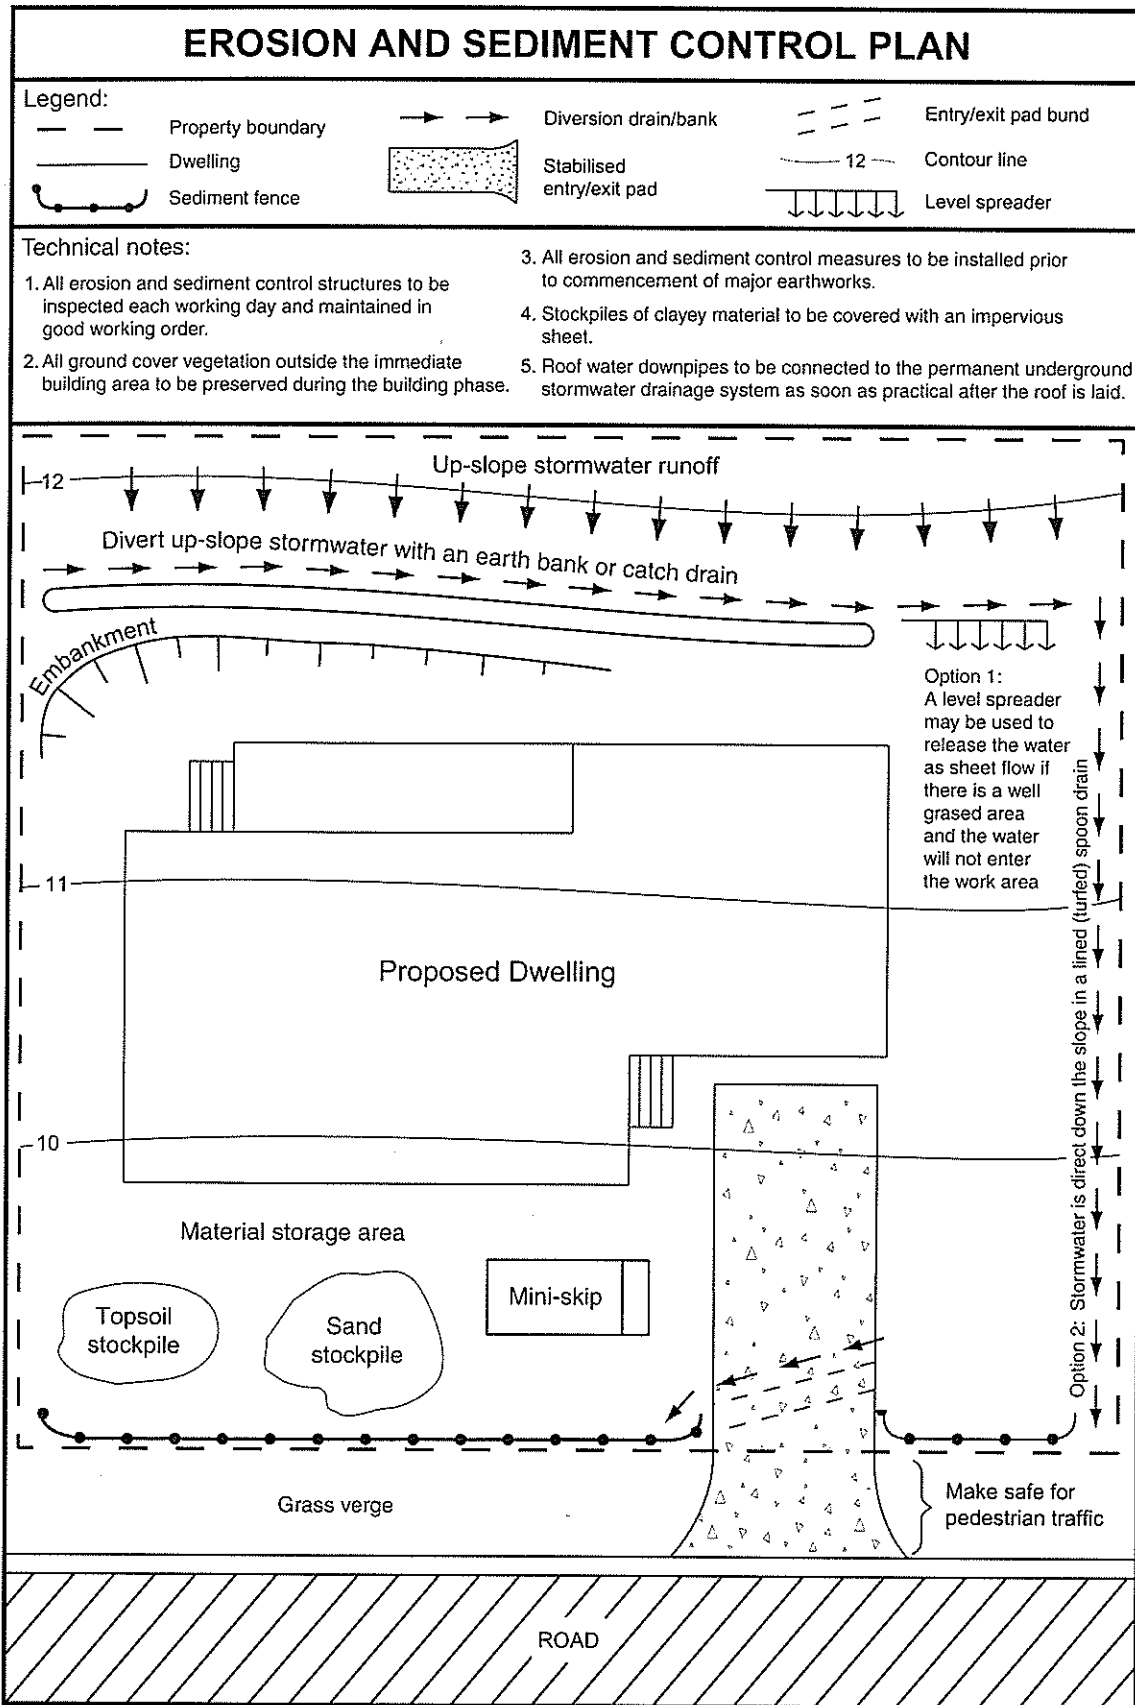 EROSION AND SEDIMENT CONTROL PLAN
Legend:
Property boundary
Dwelling
Sediment fence
Diversion drain/bank
Stabilised
entry/exit pad
Entry/exit pad bund
12
Contour line
Level spreader
Technical notes:
1. All erosion and sediment control structures to be
inspected each working day and maintained in
good working order.
2. All ground cover vegetation outside the immediate
building area to be preserved during the building phase.
3. All erosion and sediment control measures to be installed prior
to commencement of major earthworks.
4. Stockpiles of clayey material to be covered with an impervious
sheet.
5. Roof water downpipes to be connected to the permanent underground
stormwater drainage system as soon as practical after the roof is laid.
Up-slope stormwater runoff
12
Divert up-slope stormwater with an earth bank or catch drain
Embankment
Option 1:
A level spreader
may be used to
release the water
as sheet flow if
there is a well
grased area
and the water
will not enter
the work area
Option 2: Stormwater is direct down the slope in a lined (turfed) spoon drain
11
Proposed Dwelling
10
Material storage area
Topsoil
stockpile
Sand
stockpile
Mini-skip
Grass verge
Make safe for
pedestrian traffic
ROAD